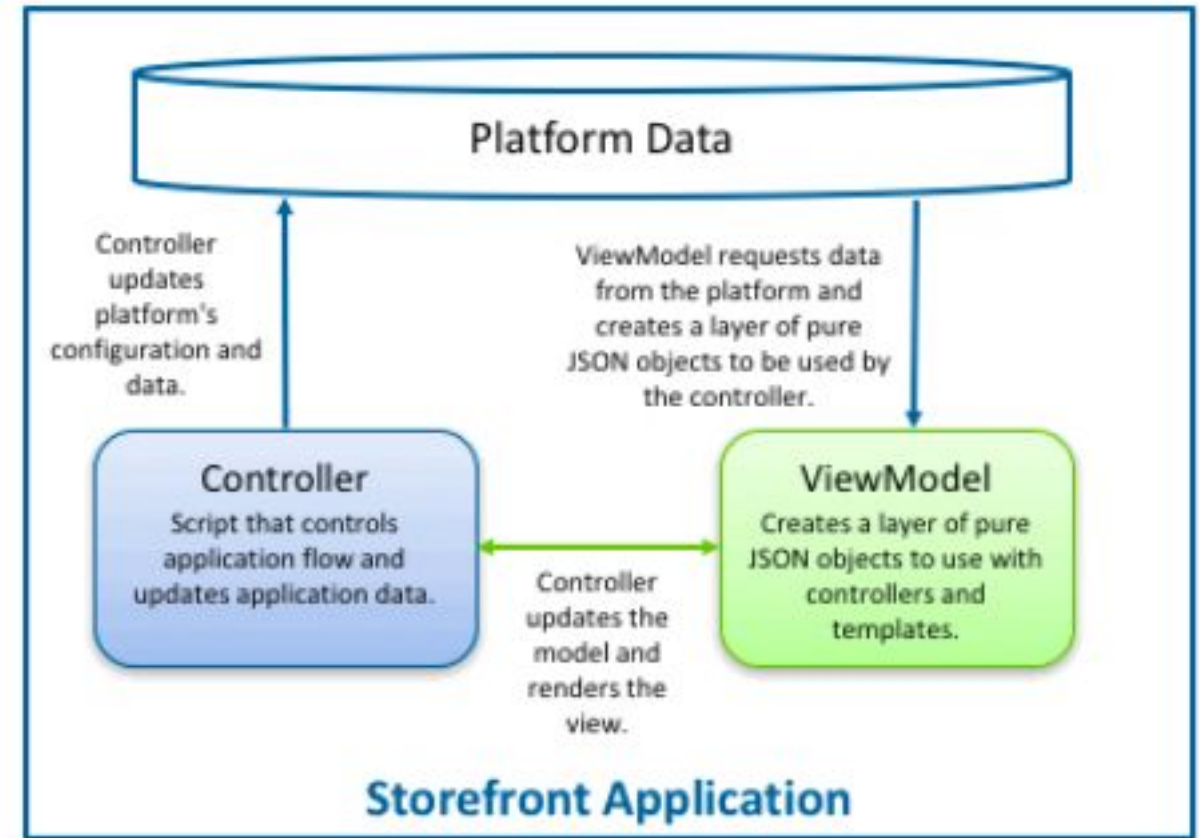 Platform Data
Controller
updates
platform's
configuration and
data.
ViewModel requests data
from the platform and
creates a layer of pure
JSON objects to be used by
the controller.
Controller
Script that controls
application flow and
updates application data.
ViewModel
Creates a layer of pure
JSON objects to use with
controllers and
templates.
Controller
updates the
model and
renders the
view.
Storefront Application